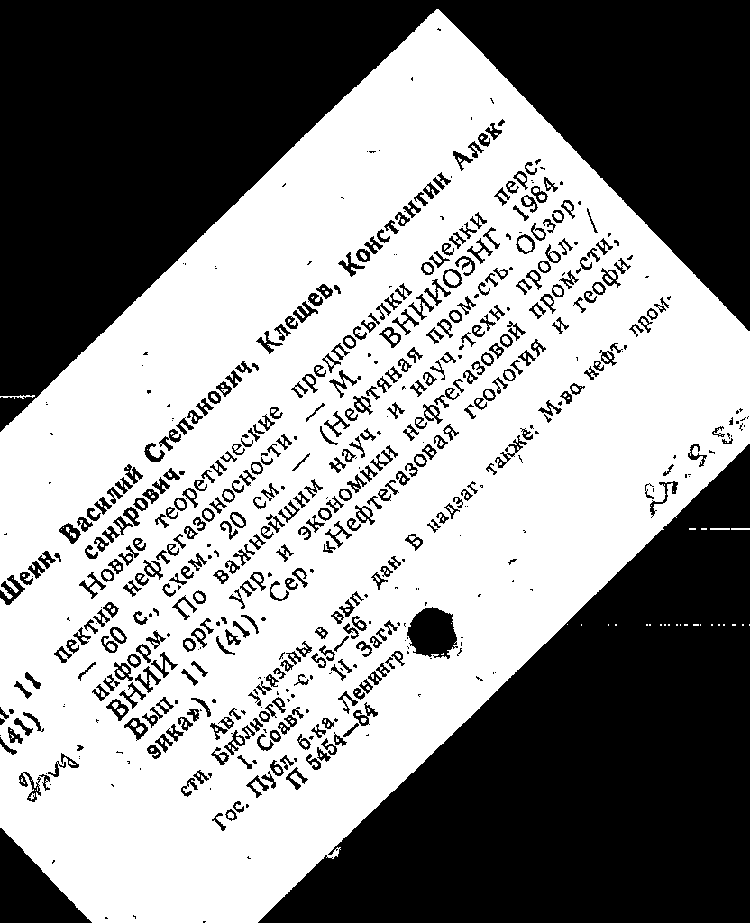 Шеин, Василий Степанович, Клещев, Константин Алек-
сандрович.
Новые теоретические предпосылки оценки перс-
11 пектив нефтегазоносности. — М. : ВНИИОЭНГ, 1984.
(41) — 60 с., схем.; 20 см. — (Нефтяная пром-сть. Обзор.
информ. По важнейшим науч. и науч.-техн. пробл. /
ВНИИ орг., упр. и экономики нефтегазовой пром-сти;
Вып. 11 (41). Сер. «Нефтегазовая геология и геофи-
зика»).
Авт. указаны в вып. дан. В надзаг. также: М-во нефт. пром-
сти. Библиогр.: с. 55—56.
I. Соавт. II. Загл.
Гос. Публ. б-ка. Ленингр.
П 5454—84